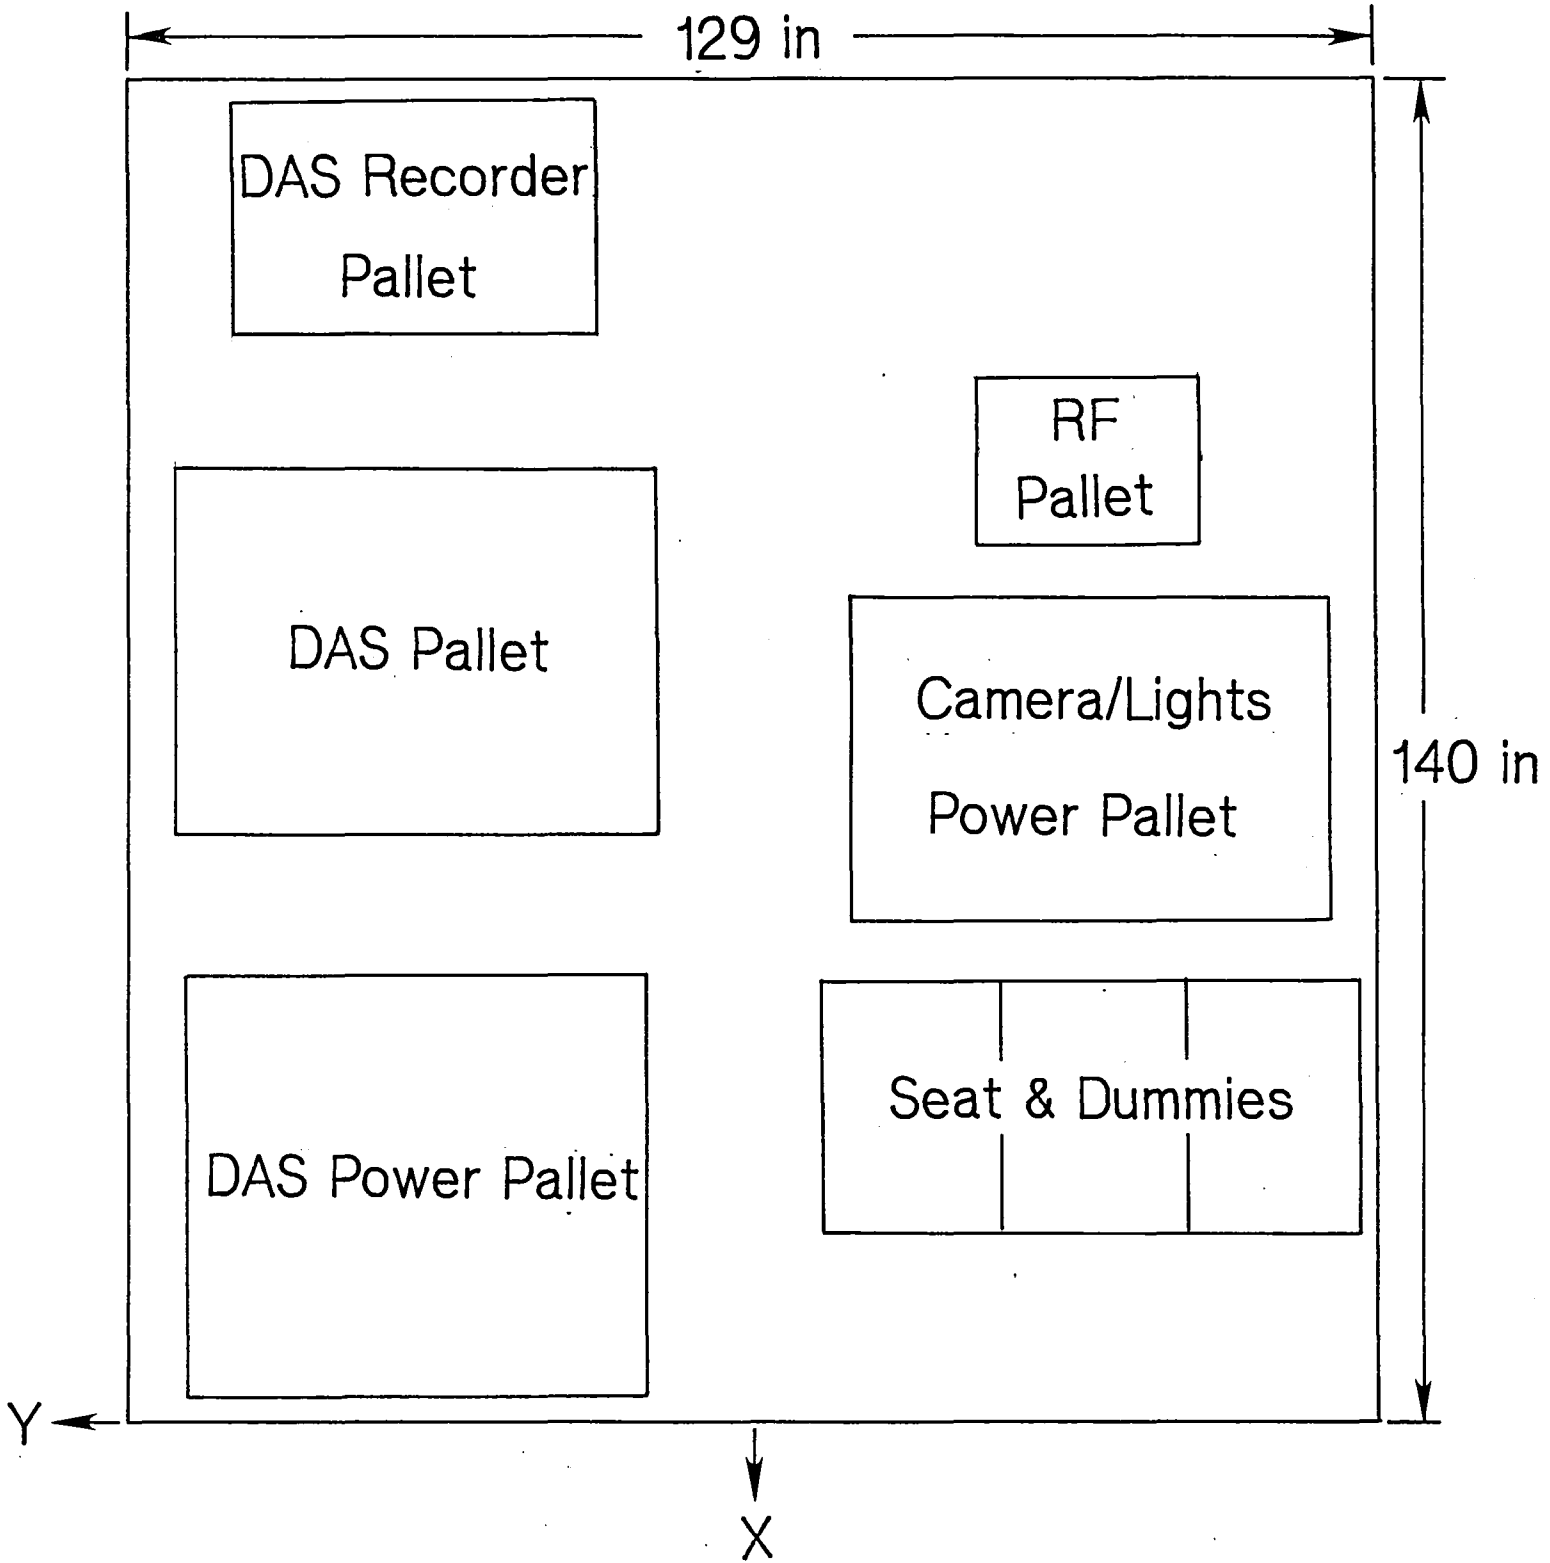 129 in
DAS Recorder
Pallet
RF
Pallet
DAS Pallet
Camera/Lights
Power Pallet
140 in
Seat & Dummies
DAS Power Pallet
Y
X